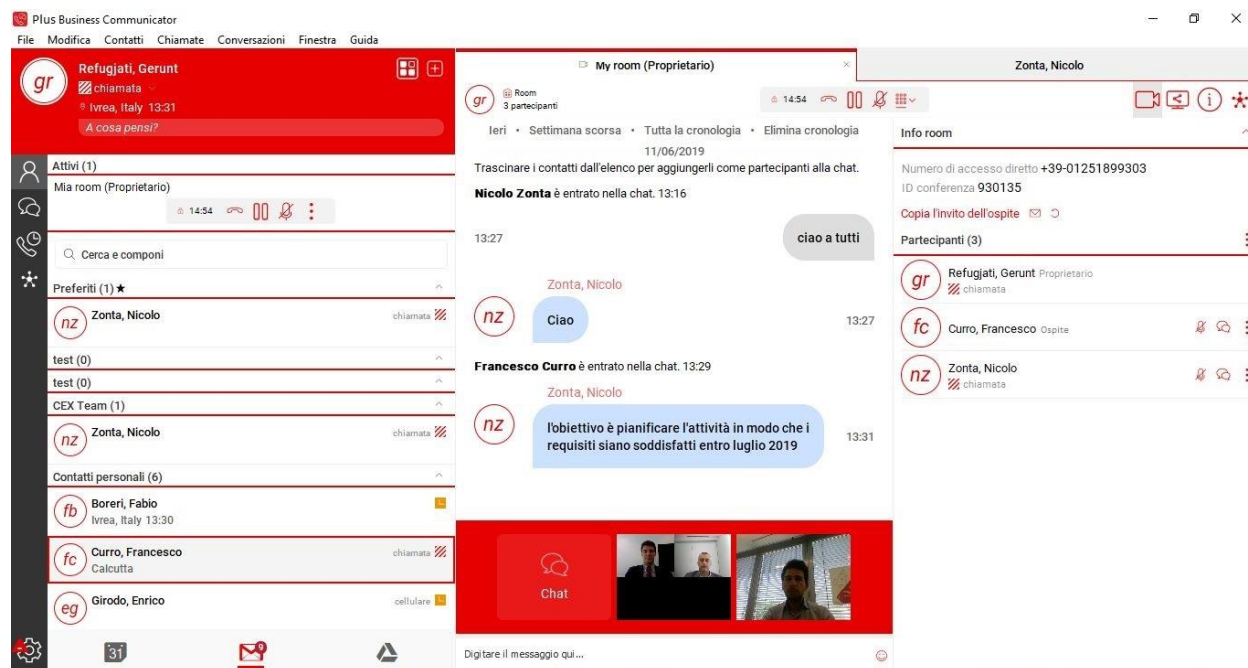 Plus Business Communicator
File Modifica Contatti Chiamate Conversazioni Finestra Guida
gr
Refugjati, Gerunt
chiamata
Ivrea, Italy 13:31
A cosa pensi?
Attivi (1)
Mia room (Proprietario)
14:54
Cerca e componi
Preferiti (1) ★
nz
Zonta, Nicolo
chiamata
test (0)
test (0)
CEX Team (1)
nz
Zonta, Nicolo
chiamata
Contatti personali (6)
fb
Boreri, Fabio
Ivrea, Italy 13:30
fc
Curro, Francesco
chiamata
Calcutta
eg
Girodo, Enrico
cellulare
31
9
My room (Proprietario)
Zonta, Nicolo
gr
Room
3 partecipanti
14:54
Ieri • Settimana scorsa • Tutta la cronologia • Elimina cronologia
11/06/2019
Trascinare i contatti dall'elenco per aggiungerli come partecipanti alla chat.
Nicolo Zonta è entrato nella chat. 13:16
13:27
ciao a tutti
Zonta, Nicolo
nz
Ciao
13:27
Francesco Curro è entrato nella chat. 13:29
Zonta, Nicolo
nz
l'obiettivo è pianificare l'attività in modo che i
requisiti siano soddisfatti entro luglio 2019
13:31
Chat
Digitare il messaggio qui...
Info room
Numero di accesso diretto +39-01251899303
ID conferenza 930135
Copia l'invito dell'ospite
Partecipanti (3)
gr
Refugjati, Gerunt Proprietario
chiamata
fc
Curro, Francesco Ospite
nz
Zonta, Nicolo
chiamata